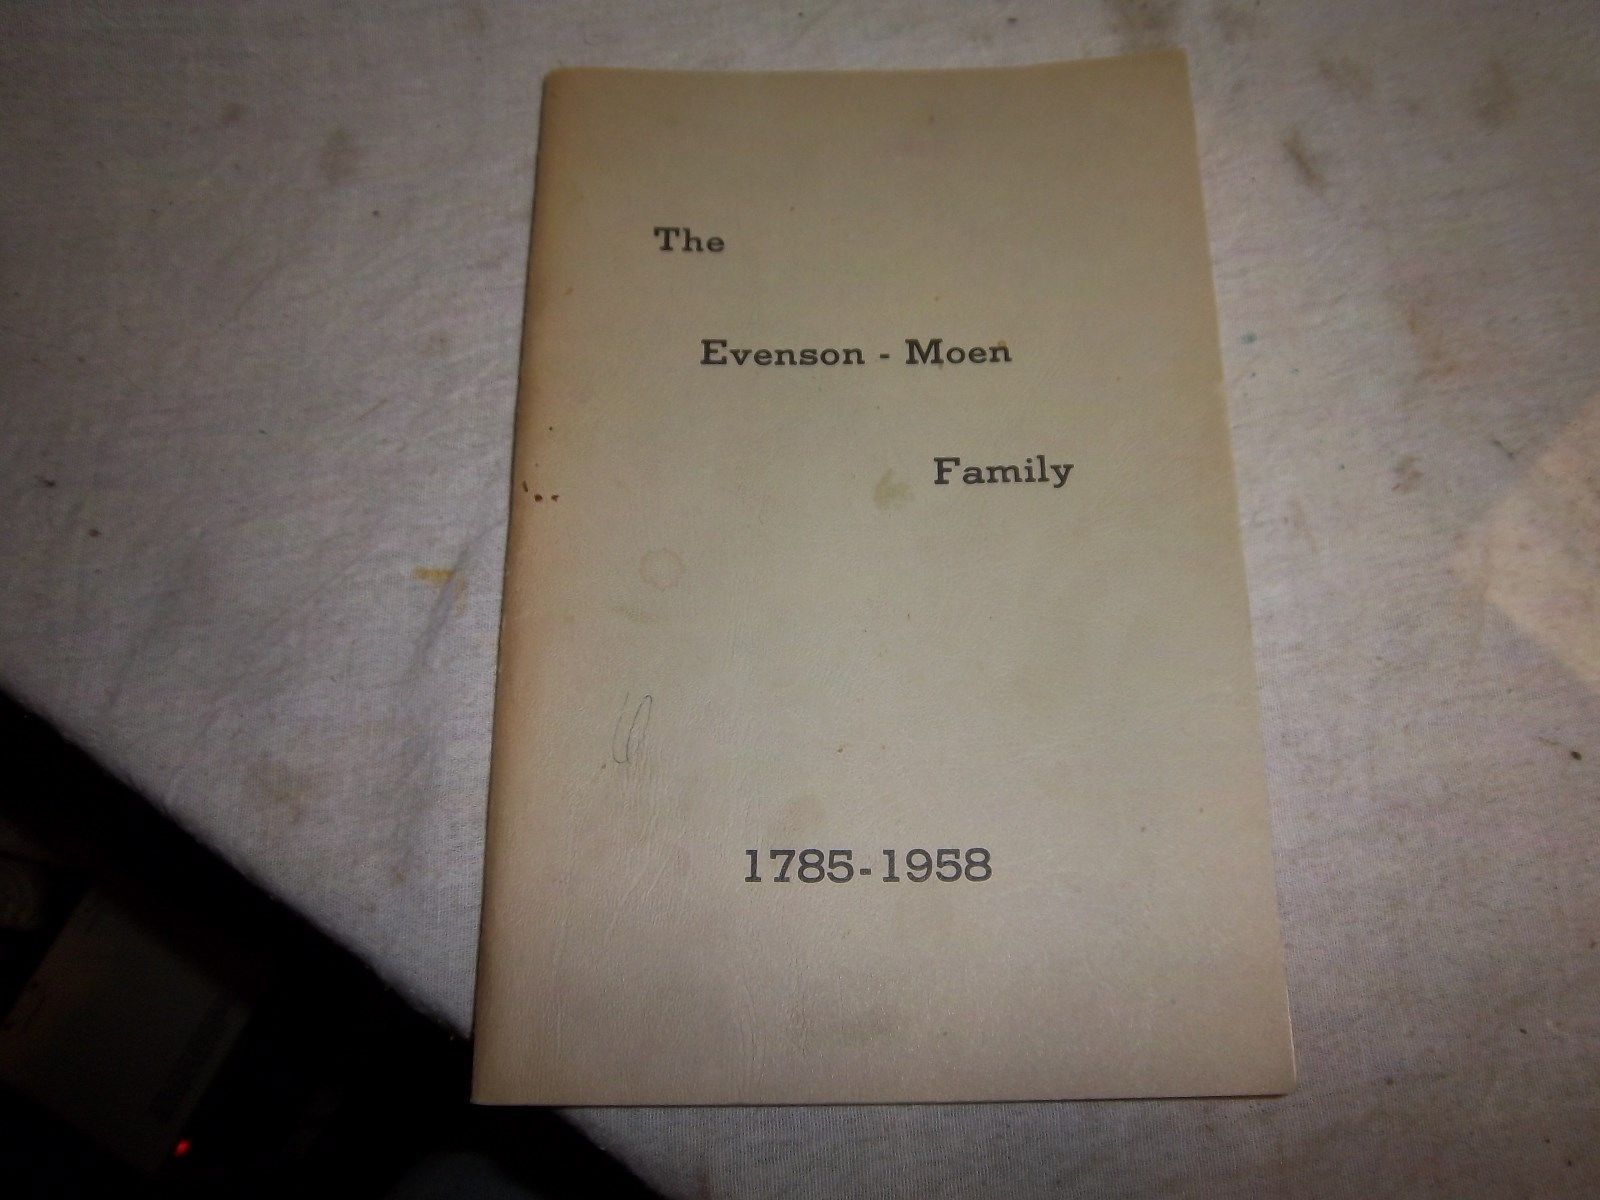 The
Evenson - Moen
Family
1785-1958